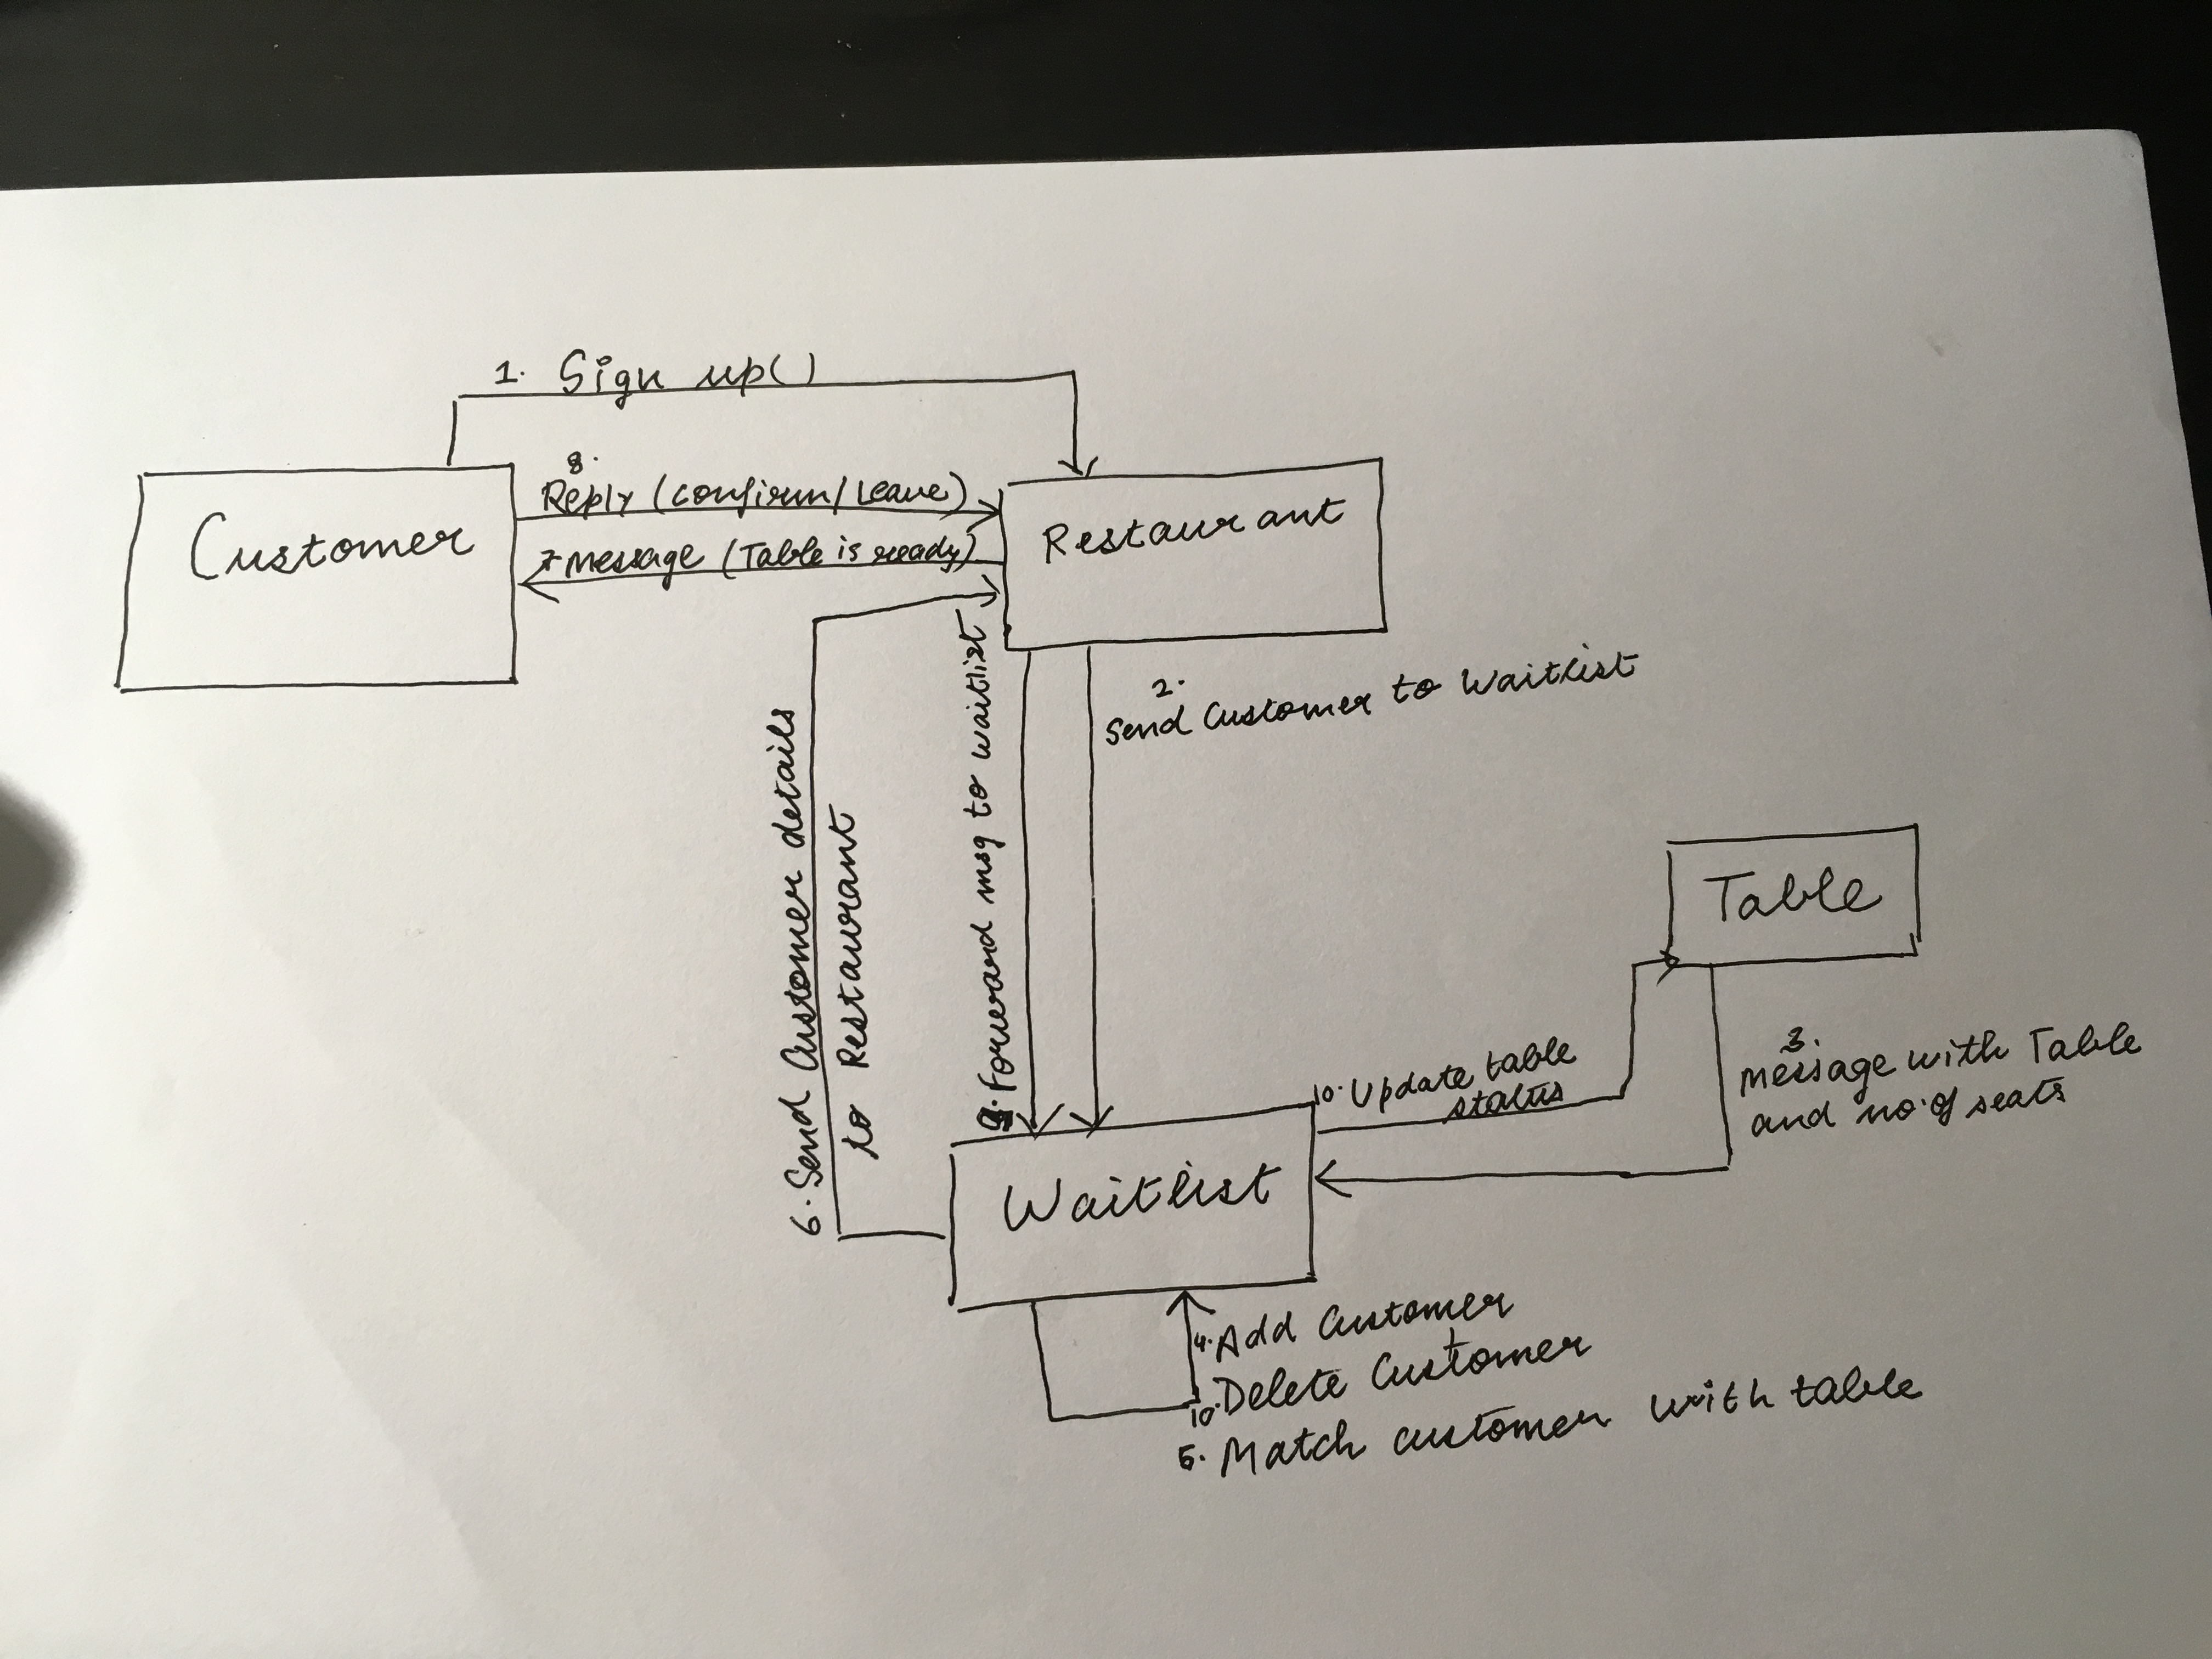 1. Sign up()
8.
Reply (confirm/Leave)
Customer
7 Message (Table is ready)
Restaurant
2.
Send Customer to Waitlist
6. Send Customer details
to Restaurant
9. Forward msg to waitlist
Table
3.
Message with Table
and no. of seats
10. Update table
status
Waitlist
4. Add Customer
10. Delete Customer
5. Match customer with table